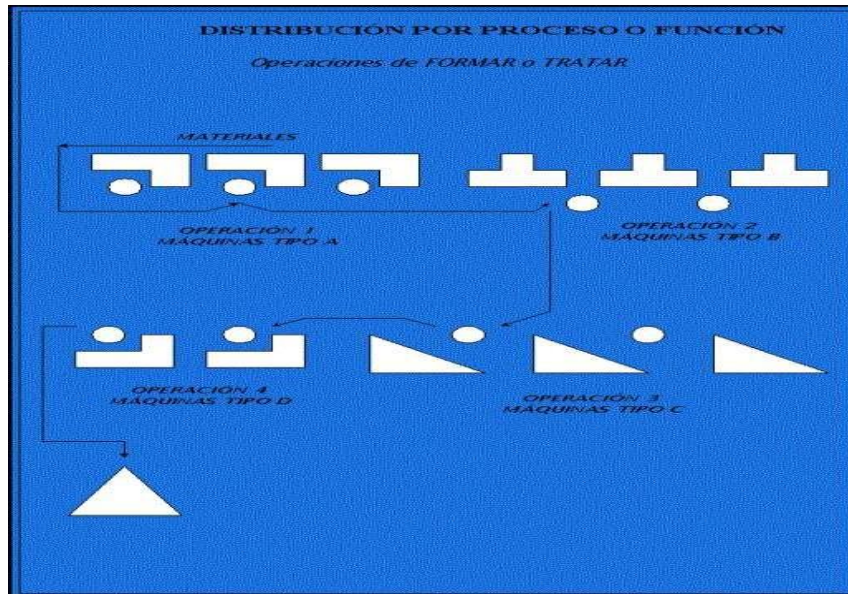 DISTRIBUCIÓN POR PROCESO O FUNCIÓN
Operaciones de FORMAR o TRATAR
MATERIALES
OPERACIÓN 1
MÁQUINAS TIPO A
OPERACIÓN 2
MÁQUINAS TIPO B
OPERACIÓN 4
MÁQUINAS TIPO D
OPERACIÓN 3
MÁQUINAS TIPO C